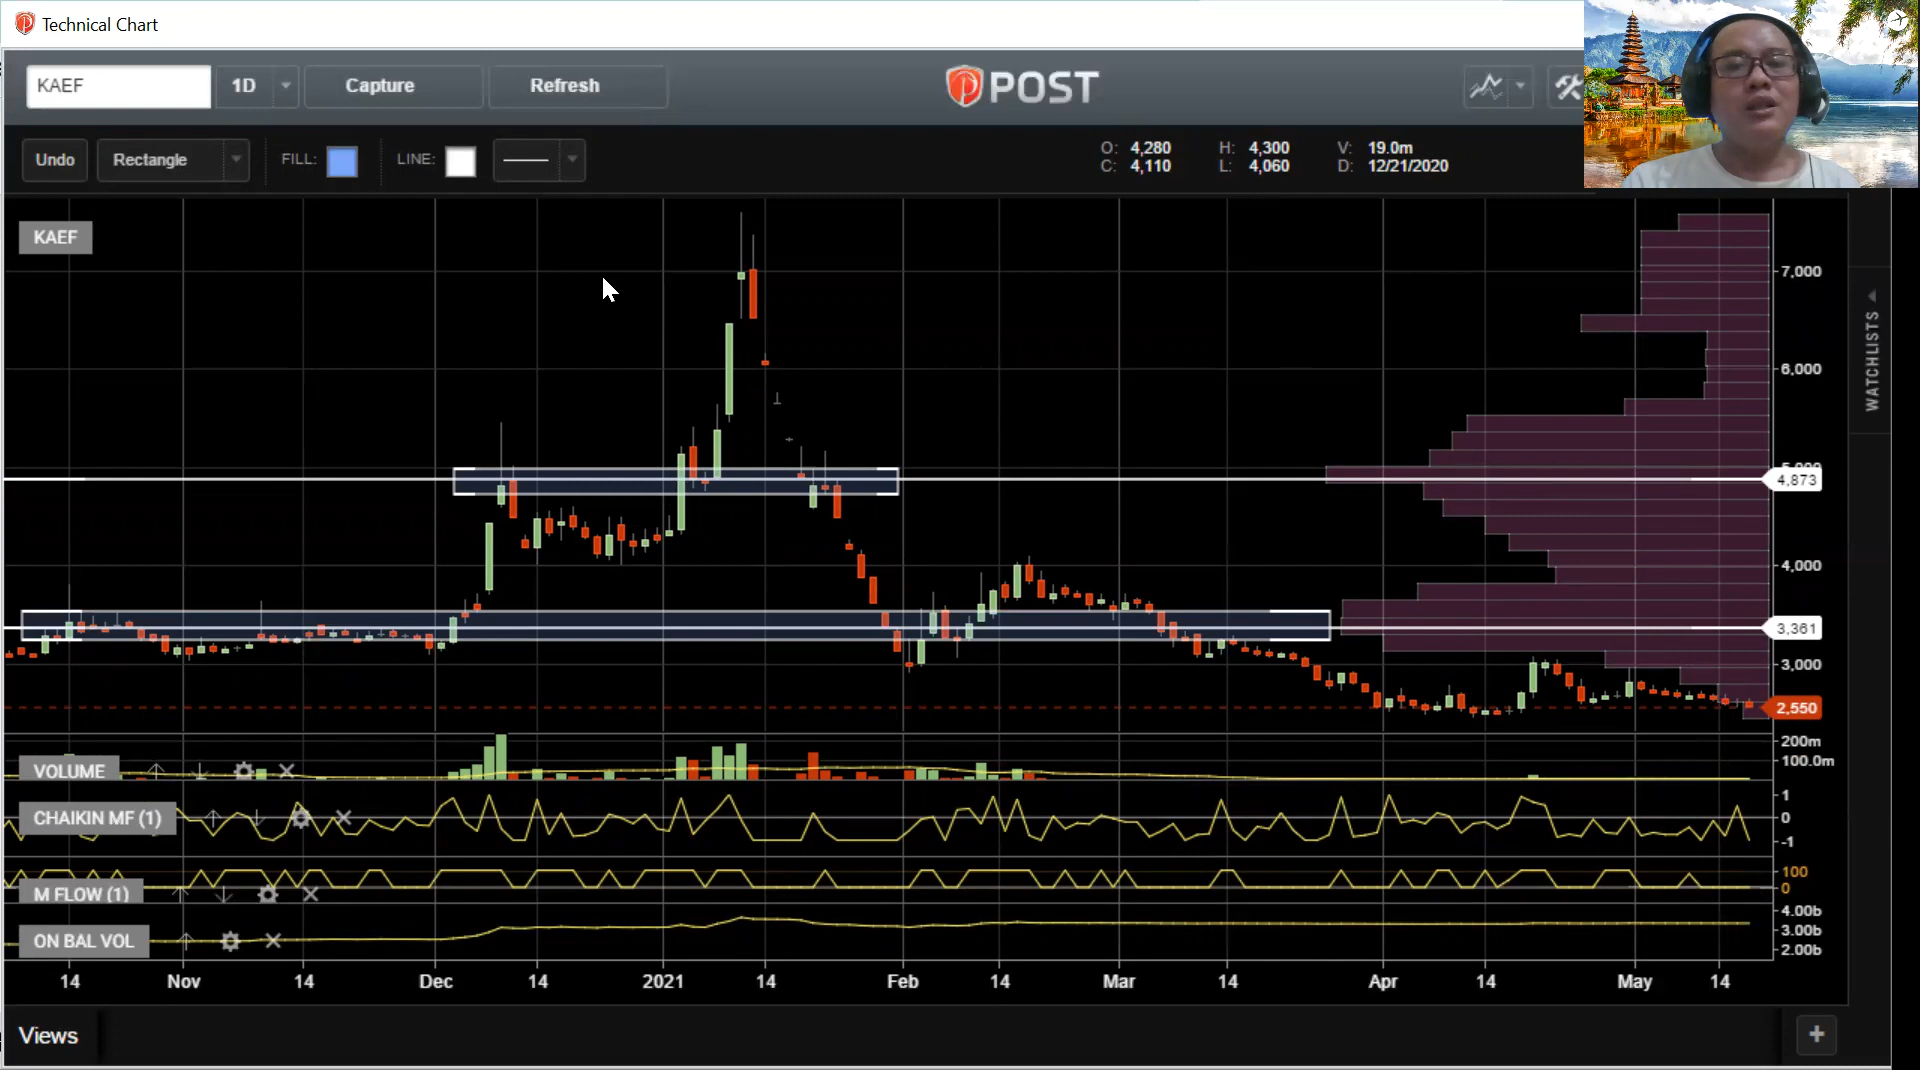 Technical Chart
KAEF 1D Capture Refresh POST
Undo Rectangle FILL: LINE:
O: 4,280 H: 4,300 V: 19.0m
C: 4,110 L: 4,060 D: 12/21/2020
KAEF
7,000
6,000
5,000
4,873
4,000
3,361
3,000
2,550
WATCHLISTS
VOLUME
200m
100.0m
CHAIKIN MF (1)
1
0
-1
M FLOW (1)
100
0
ON BAL VOL
4.00b
3.00b
2.00b
14 Nov 14 Dec 14 2021 14 Feb 14 Mar 14 Apr 14 May 14
Views